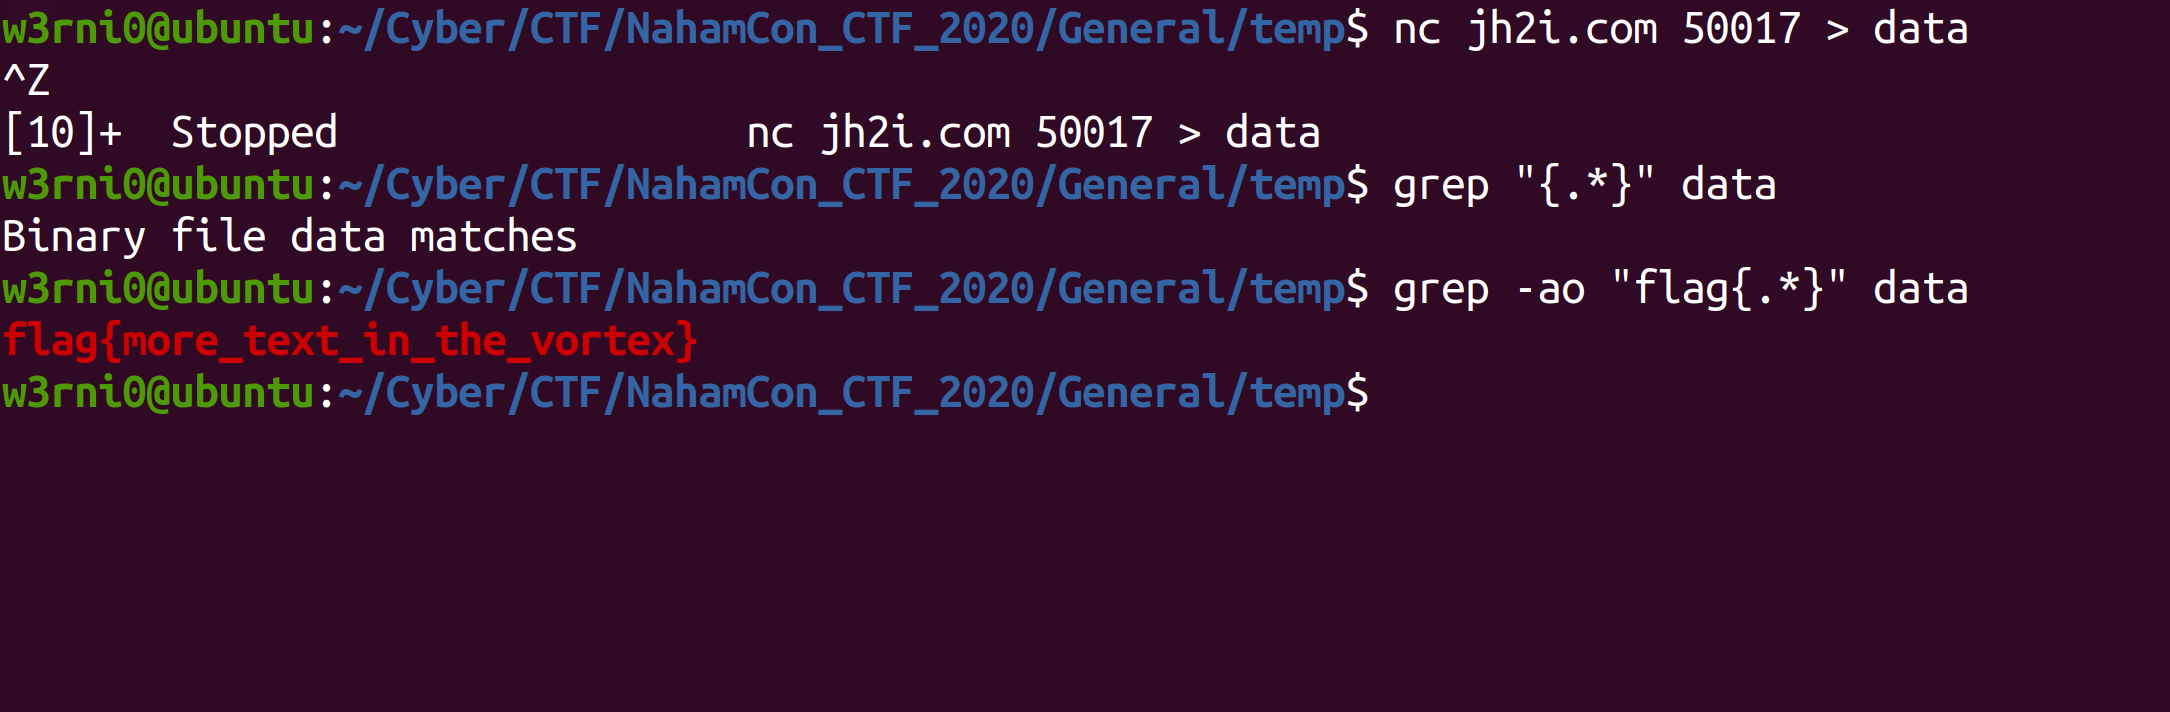 w3rni0@ubuntu:~/Cyber/CTF/NahamCon_CTF_2020/General/temp$ nc jh2i.com 50017 > data
^Z
[10]+  Stopped                 nc jh2i.com 50017 > data
w3rni0@ubuntu:~/Cyber/CTF/NahamCon_CTF_2020/General/temp$ grep "{.*}" data
Binary file data matches
w3rni0@ubuntu:~/Cyber/CTF/NahamCon_CTF_2020/General/temp$ grep -ao "flag{.*}" data
flag{more_text_in_the_vortex}
w3rni0@ubuntu:~/Cyber/CTF/NahamCon_CTF_2020/General/temp$